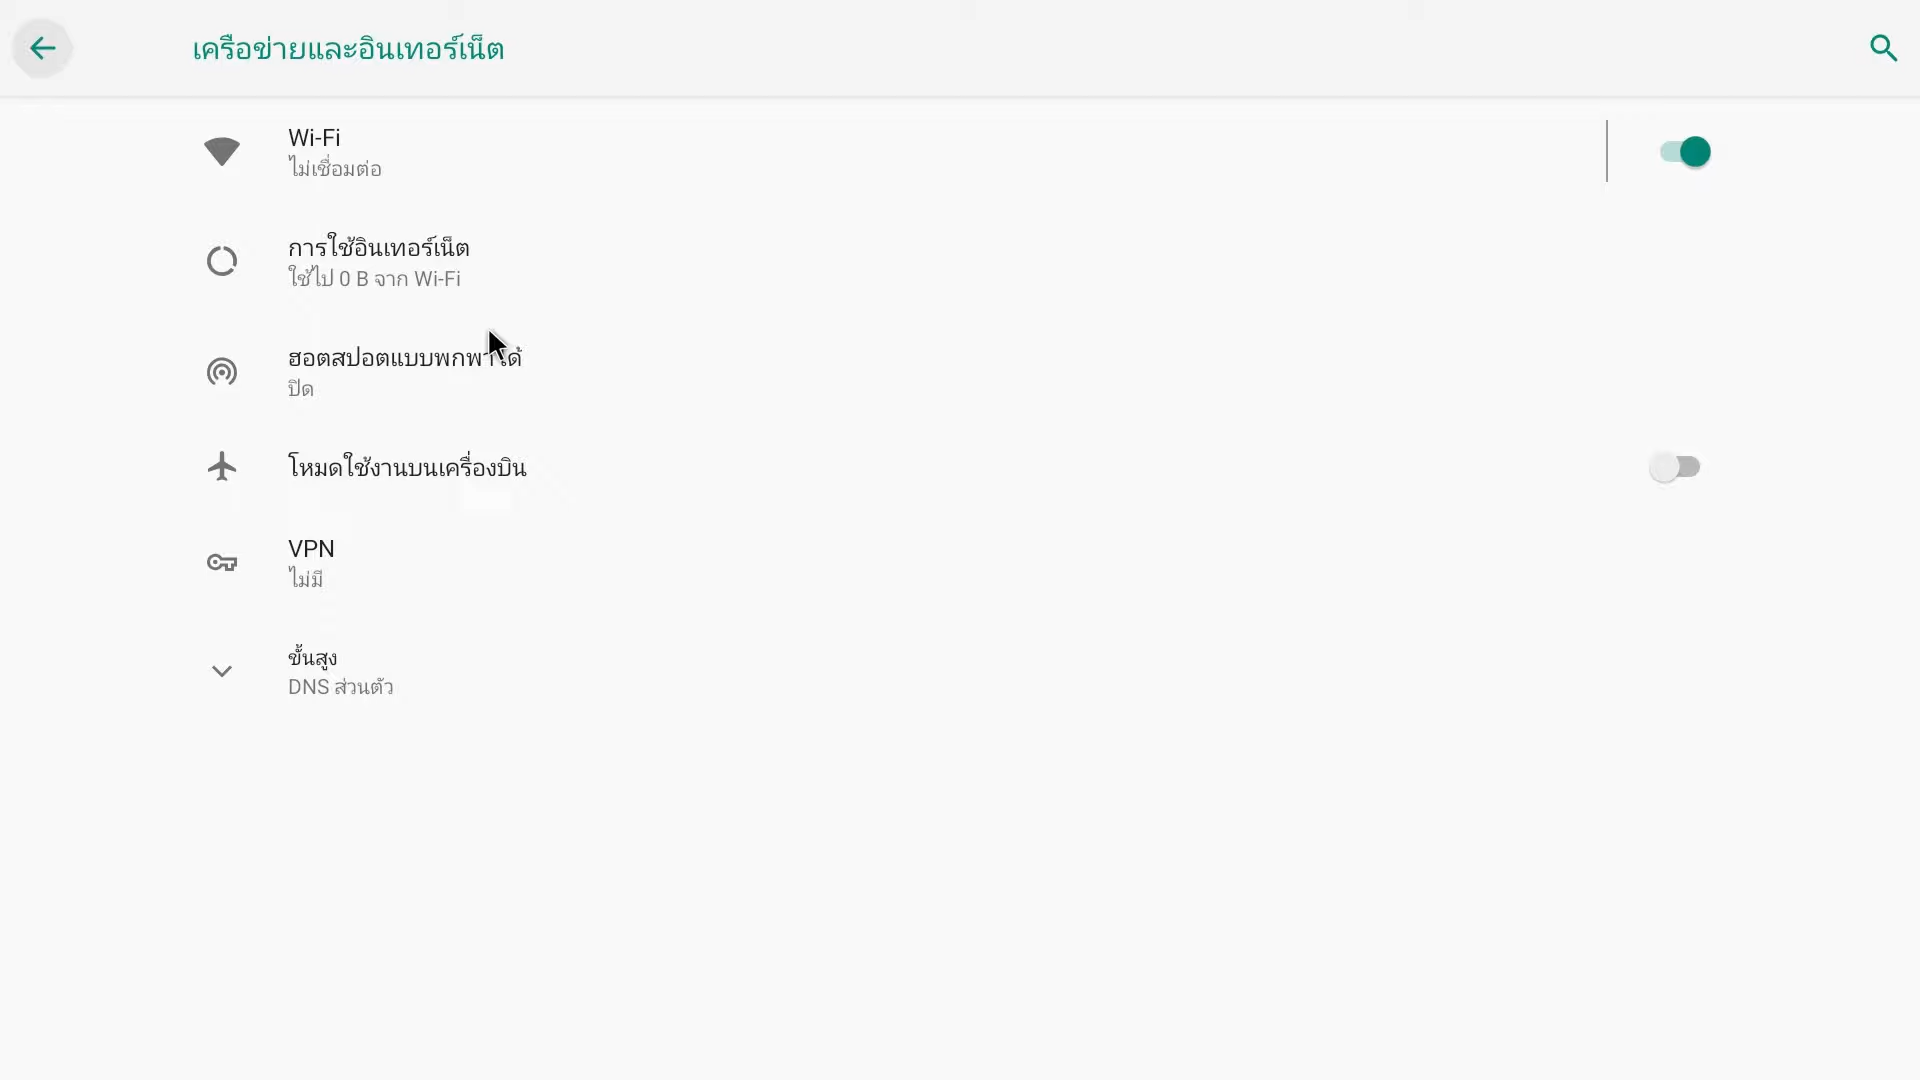 เครือข่ายและอินเทอร์เน็ต
Wi-Fi
ไม่เชื่อมต่อ
การใช้อินเทอร์เน็ต
ใช้ไป 0 B จาก Wi-Fi
ฮอตสปอตแบบพกพาได้
ปิด
โหมดใช้งานบนเครื่องบิน
VPN
ไม่มี
ขั้นสูง
DNS ส่วนตัว